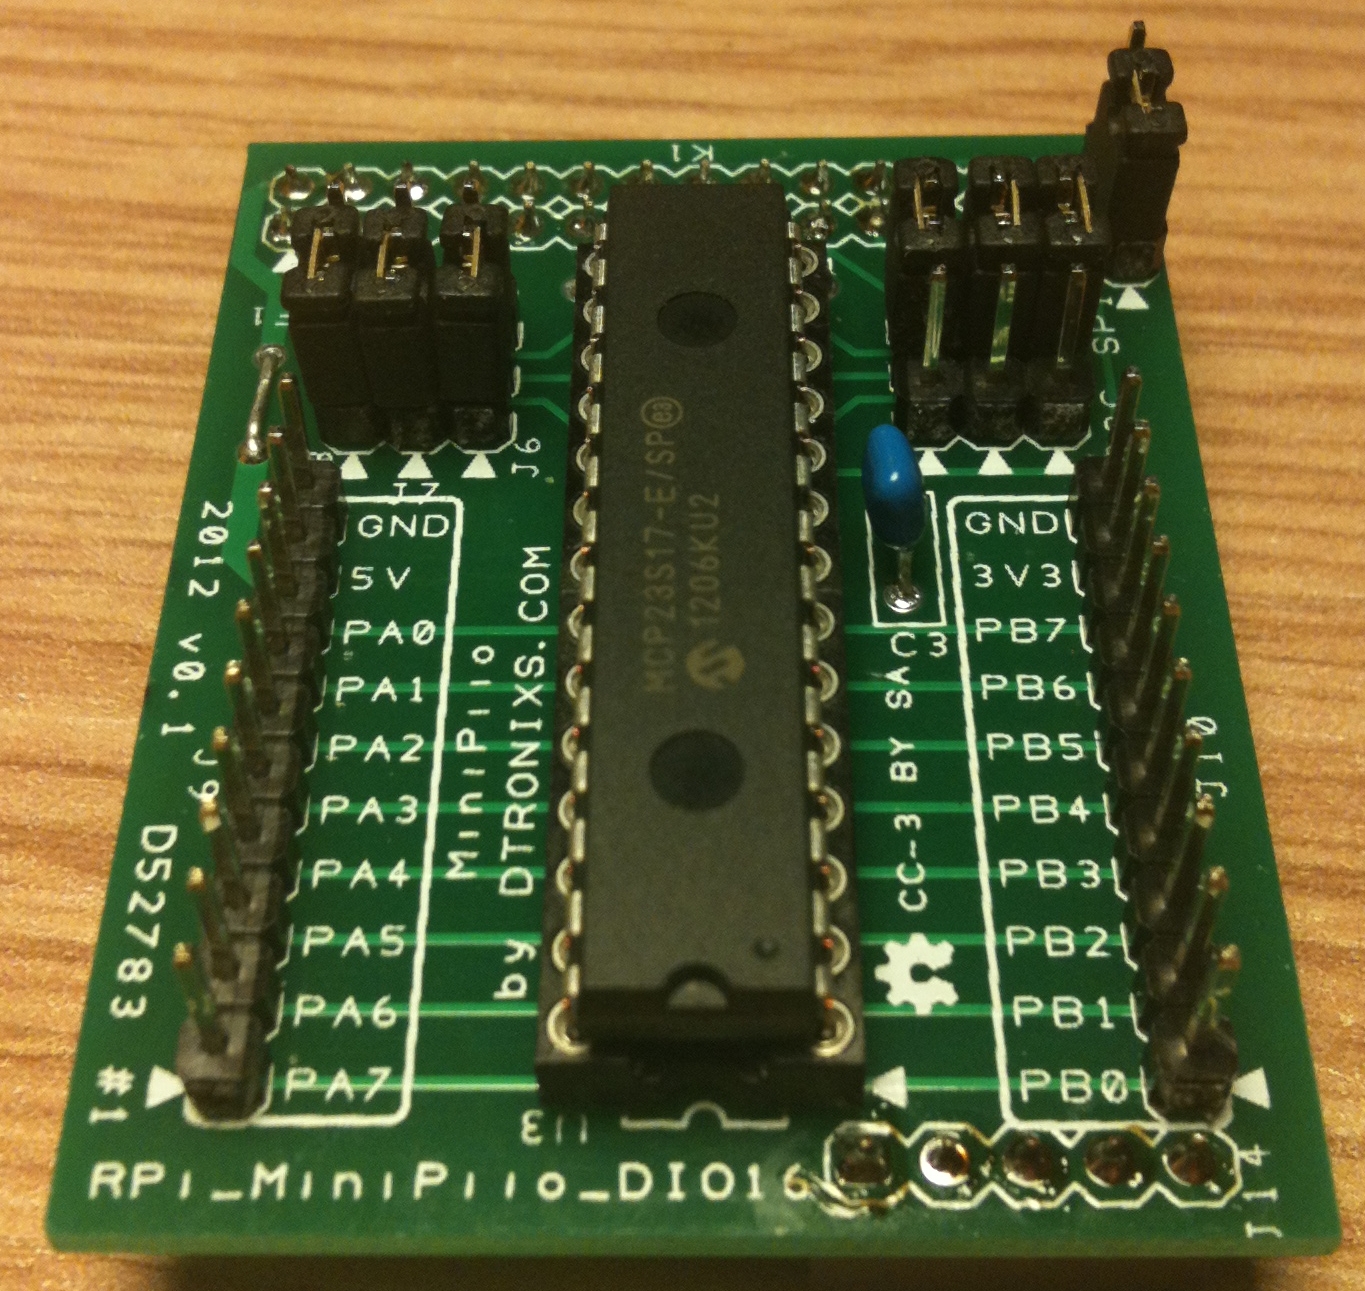 K1
J6
J7
GND
5V
PA0
PA1
PA2
PA3
PA4
PA5
PA6
PA7
2012 v0.1
J9
D52783 #1
MiniPiio
by DTRONIXS.COM
MCP23S17-E/SP e3
1206KU2
C3
CC-3 BY SA
GND
3V3
PB7
PB6
PB5
PB4
PB3
PB2
PB1
PB0
J10
U3
RPi_MiniPiio_DIO16
J14